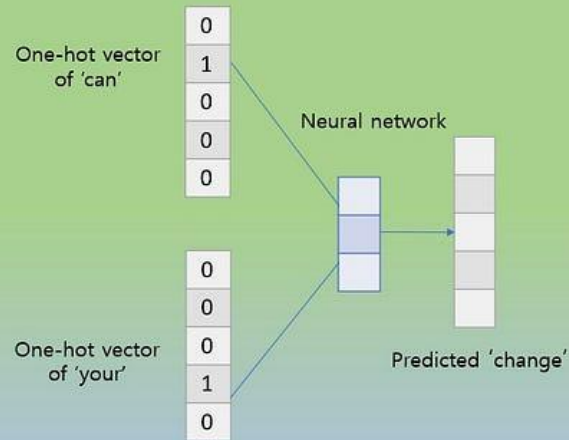 One-hot vector
of 'can'
0
1
0
0
0
Neural network
Predicted 'change'
One-hot vector
of 'your'
0
0
0
1
0